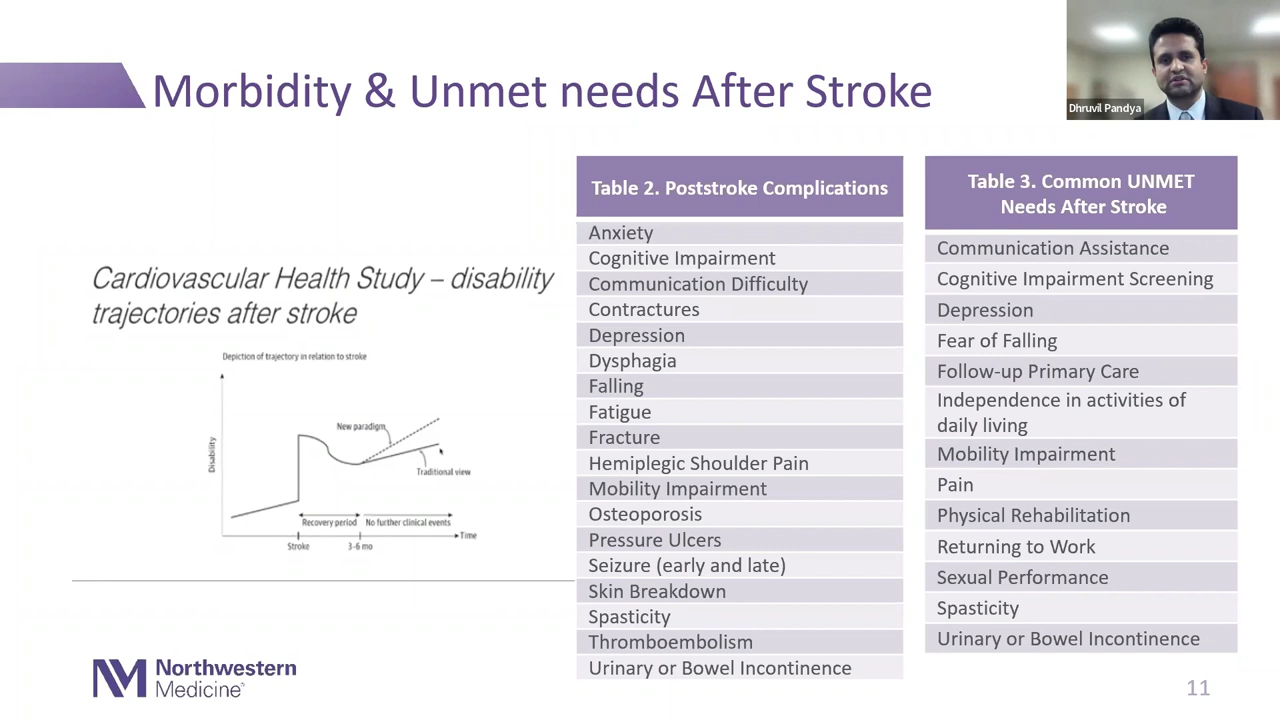 Morbidity & Unmet needs After Stroke
Dhruvil Pandya
Cardiovascular Health Study – disability
trajectories after stroke
Depiction of trajectory in relation to stroke
Disability
New paradigm
Traditional view
Recovery period
No further clinical events
Time
Stroke
3-6 mo
Table 2. Poststroke Complications
Anxiety
Cognitive Impairment
Communication Difficulty
Contractures
Depression
Dysphagia
Falling
Fatigue
Fracture
Hemiplegic Shoulder Pain
Mobility Impairment
Osteoporosis
Pressure Ulcers
Seizure (early and late)
Skin Breakdown
Spasticity
Thromboembolism
Urinary or Bowel Incontinence
Table 3. Common UNMET
Needs After Stroke
Communication Assistance
Cognitive Impairment Screening
Depression
Fear of Falling
Follow-up Primary Care
Independence in activities of
daily living
Mobility Impairment
Pain
Physical Rehabilitation
Returning to Work
Sexual Performance
Spasticity
Urinary or Bowel Incontinence
NM
Northwestern
Medicine
11